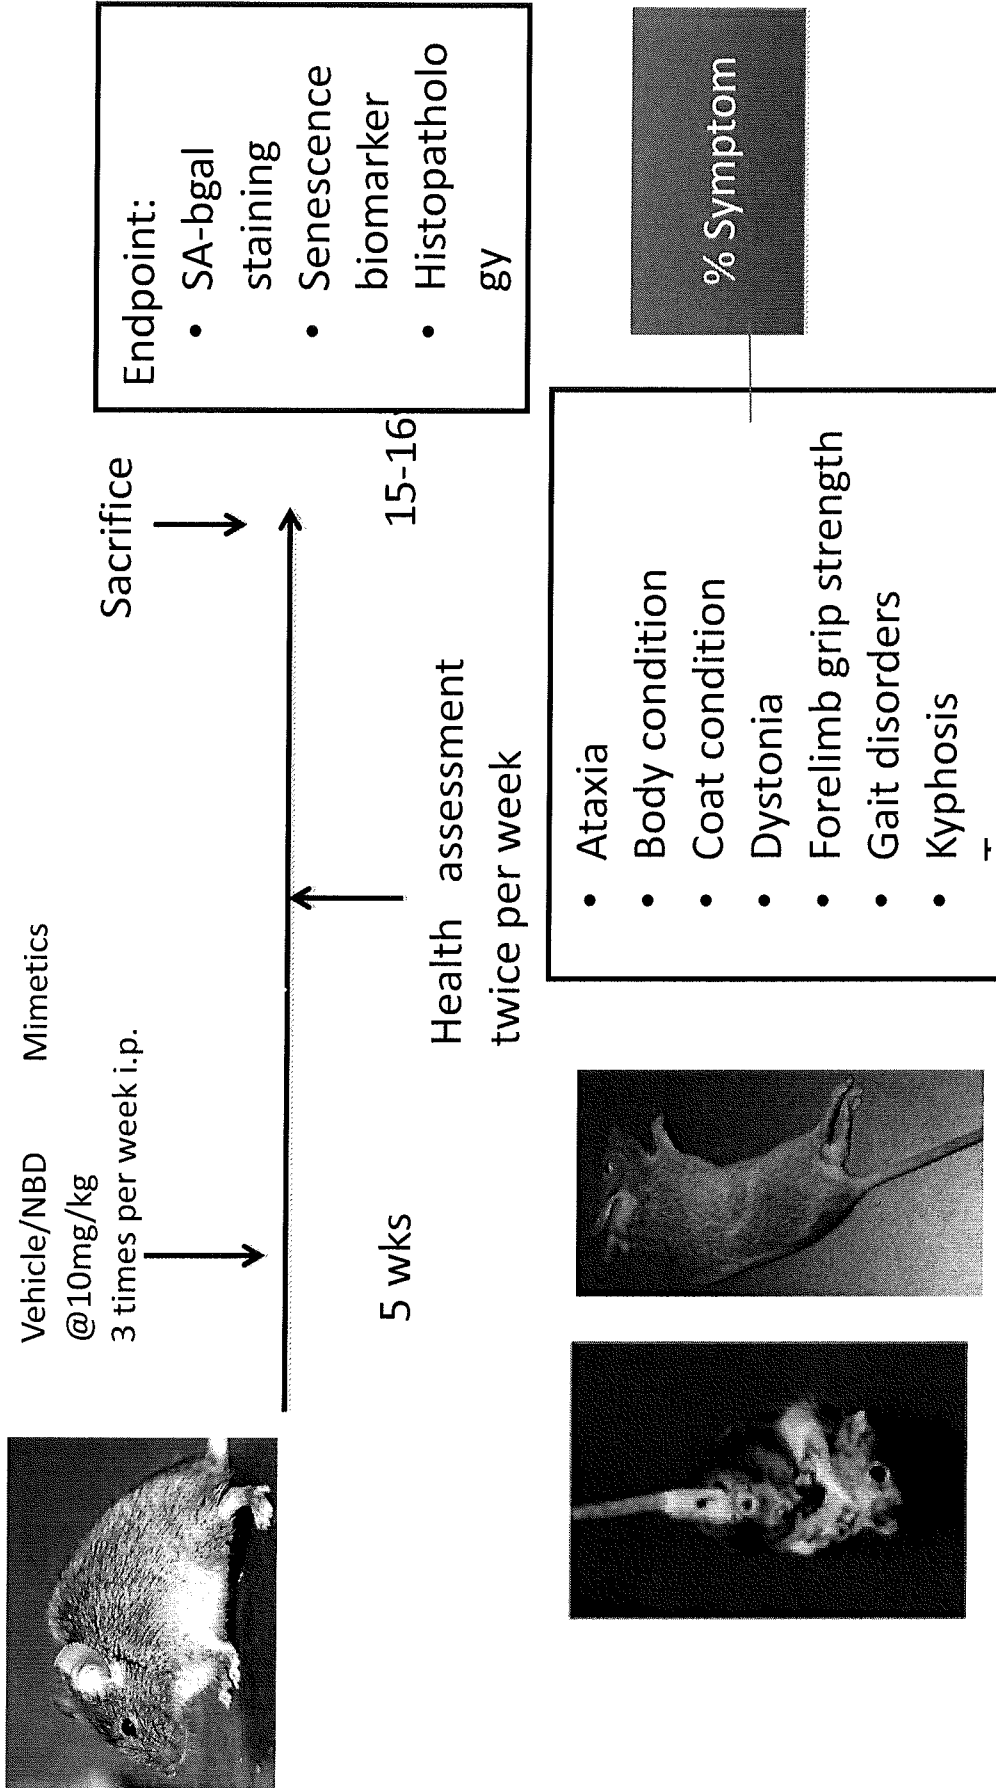 Vehicle/NBD Mimetics
@10mg/kg
3 times per week i.p.
5 wks
Health assessment
twice per week
Sacrifice
15-16
Endpoint:
• SA-bgal
staining
• Senescence
biomarker
• Histopatholo
gy
• Ataxia
• Body condition
• Coat condition
• Dystonia
• Forelimb grip strength
• Gait disorders
• Kyphosis
% Symptom